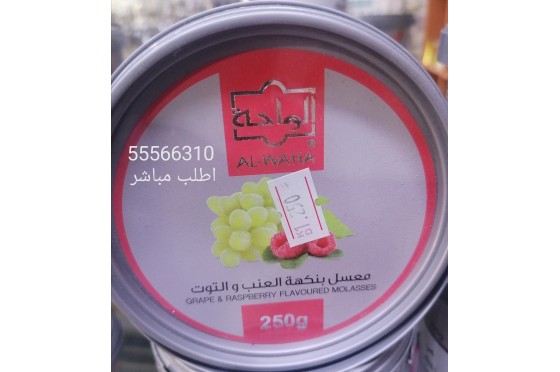 الواحة
AL-WAHA
55566310
اطلب مباشر
معسل بنكهة العنب و التوت
GRAPE & RASPBERRY FLAVOURED MOLASSES
250g